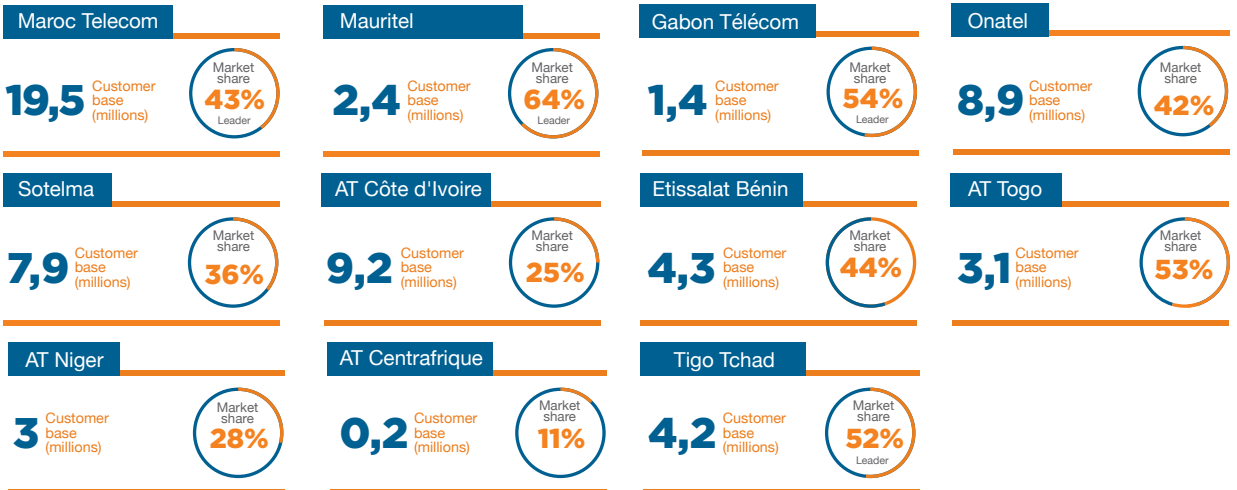 Maroc Telecom
19,5
Customer
base
(millions)
Market
share
43%
Leader
Mauritel
2,4
Customer
base
(millions)
Market
share
64%
Leader
Gabon Télécom
1,4
Customer
base
(millions)
Market
share
54%
Leader
Onatel
8,9
Customer
base
(millions)
Market
share
42%
Sotelma
7,9
Customer
base
(millions)
Market
share
36%
AT Côte d'Ivoire
9,2
Customer
base
(millions)
Market
share
25%
Etissalat Bénin
4,3
Customer
base
(millions)
Market
share
44%
AT Togo
3,1
Customer
base
(millions)
Market
share
53%
AT Niger
3
Customer
base
(millions)
Market
share
28%
AT Centrafrique
0,2
Customer
base
(millions)
Market
share
11%
Tigo Tchad
4,2
Customer
base
(millions)
Market
share
52%
Leader